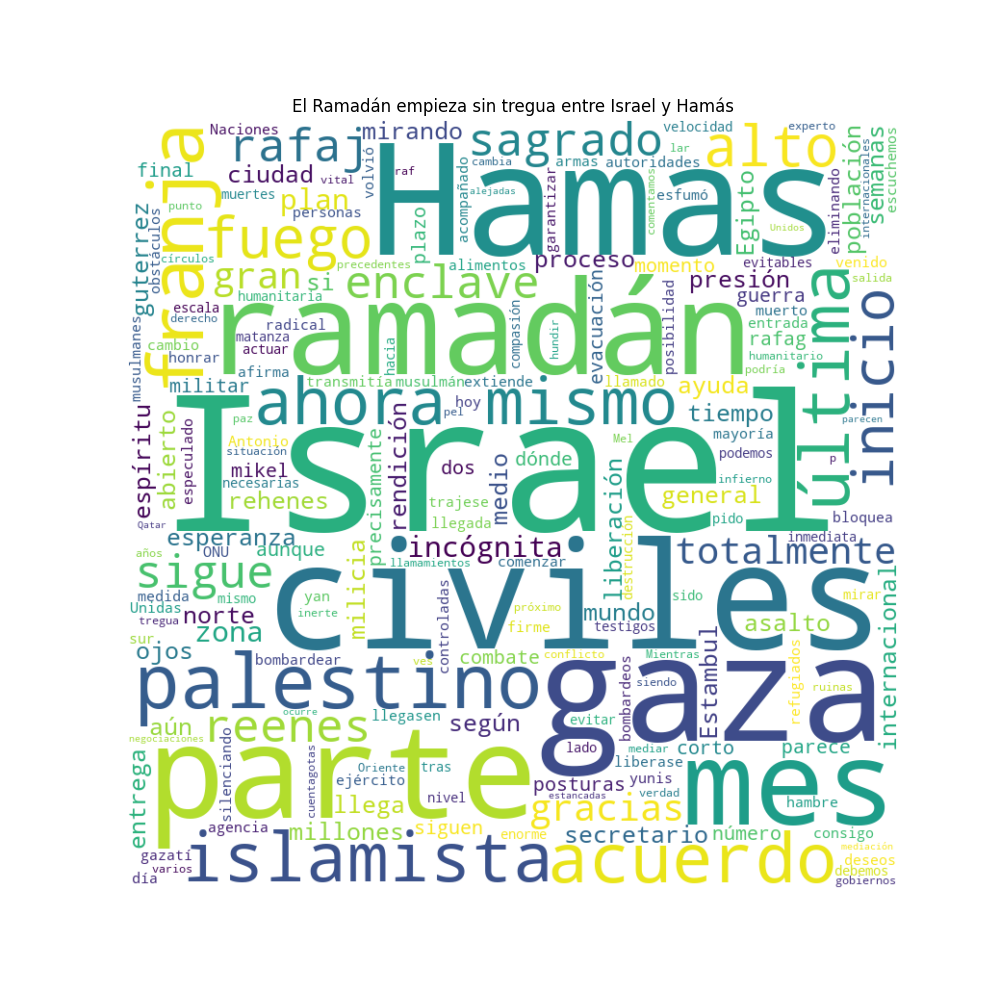 El Ramadán empieza sin tregua entre Israel y Hamás
Naciones
mirando
velocidad
experto
rafaj
sagrado
alto
franja
final
ciudad
vital
volvió
raf
Hamas
cambia
armas
autoridades
lar
población
semanas
escuchemos
internacionales
muertes
plan
personas
acompañado
alejadas
garantizar
esfumó
comentamos
Egipto
Unidos
eliminando
punto
guterrez
obstáculos
círculos
fuego
plazo
precedentes
proceso
evitables
venido
gran
si
enclave
alimentos
momento
presión
salida
humanitaria
escala
ramadán
evacuación
posibilidad
guerra
muerto
última
inicio
musulmanes
derecho
radical
compasión
hundir
entrada
cambio
matanza
rafag
honrar
actuar
hacia
humanitario
afirma
podría
militar
transmitía
musulmán
extiende
llamado
ayuda
ahora mismo
espíritu
abierto
especulado
paz
hoy
pel
tiempo
parecen
Israel
Antonio
situación
mikel
necesarias
rehenes
precisamente
rendición
dos
medio
dónde
Mel
mayoría
podemos
p
infierno
trajese
liberación
destrucción
general
Qatar
llegada
pido
bloquea
esperanza
incógnita
inmediata
años
ONU
aunque
milicia
llamamientos
comenzar
totalmente
sigue
civiles
medida
mismo
yan
controladas
próximo
sido
mirar
internacional
Unidas
inerte
mundo
tregua
norte
firme
testigos
asalto
sur
zona
ojos
bombardear
ves
combate
conflicto
Mientras
palestino
gaza
bombardeos
siendo
Estambul
refugiados
ruinas
ocurre
aún
reenes
llegasen
según
evitar
negociaciones
lado
mediar
corto
parece
parte
silenciando
cuentagotas
Oriente
tras
liberase
entrega
ejército
posturas
yunis
verdad
mes
nivel
estancadas
hambre
llega
gracias
agencia
millones
siguen
enorme
secretario
número
consigo
mediación
gazatí
varios
islamista
acuerdo
deseos
debemos
día
gobiernos